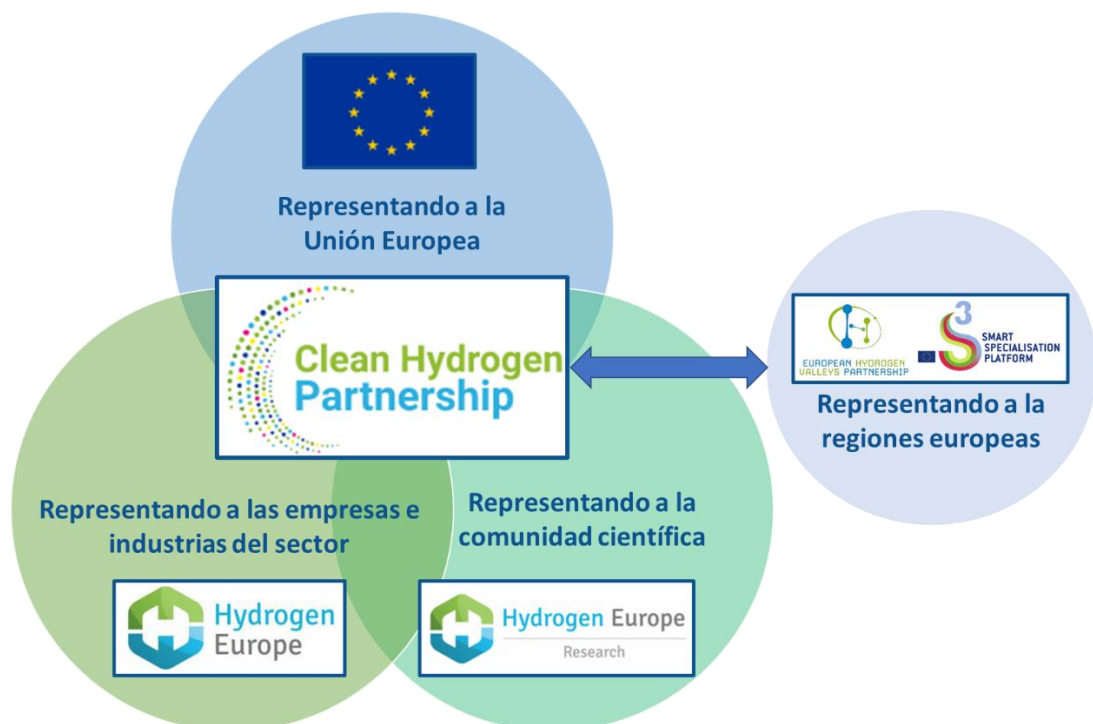 Representando a la
Unión Europea
Clean Hydrogen
Partnership
EUROPEAN HYDROGEN
VALLEYS PARTNERSHIP
S3
SMART
SPECIALISATION
PLATFORM
Representando a la
regiones europeas
Representando a las empresas e
industrias del sector
Hydrogen
Europe
Representando a la
comunidad científica
Hydrogen Europe
Research